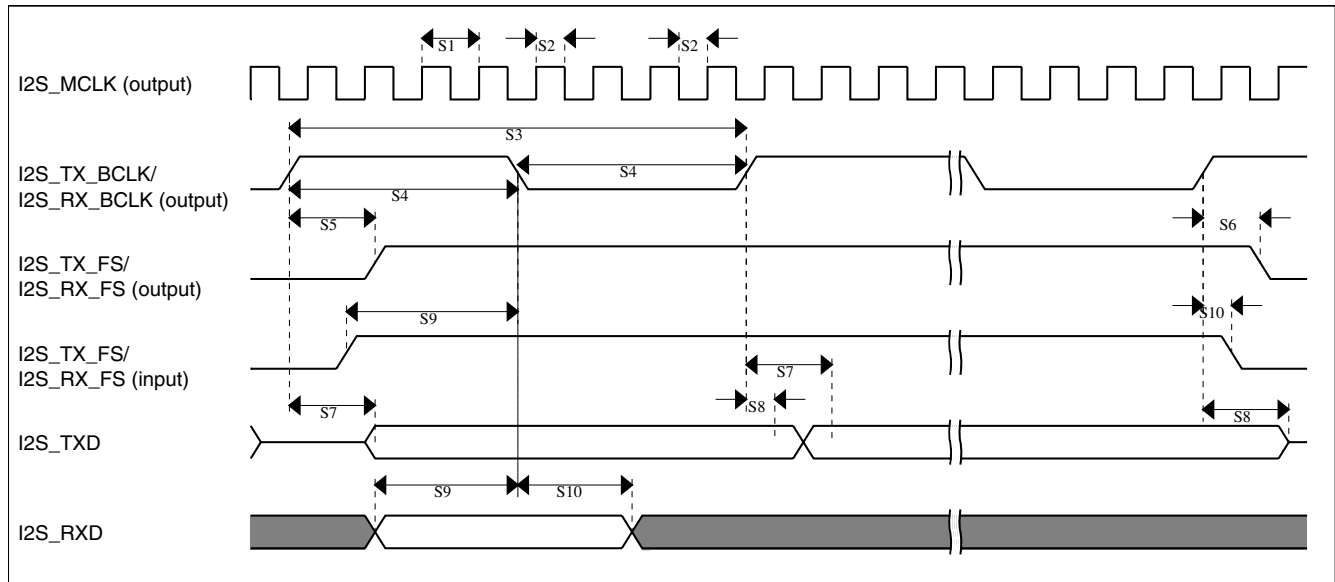 S1 S2 S2
I2S_MCLK (output)
S3
I2S_TX_BCLK/
I2S_RX_BCLK (output)
S4
S4
S5 S6
I2S_TX_FS/
I2S_RX_FS (output)
S9 S10
I2S_TX_FS/
I2S_RX_FS (input)
S7
S7 S8 S8
I2S_TXD
S9 S10
I2S_RXD